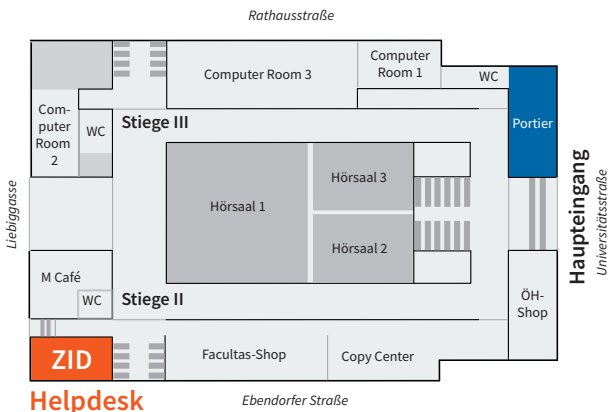 Rathausstraße
Computer Room 3
Computer
Room 1
WC
Portier
Com-
puter
Room
2
WC
Stiege III
Hörsaal 1
Hörsaal 3
Hörsaal 2
Liebiggasse
Haupteingang
Universitätsstraße
M Café
WC
Stiege II
ÖH-
Shop
ZID
Facultas-Shop
Copy Center
Helpdesk
Ebendorfer Straße